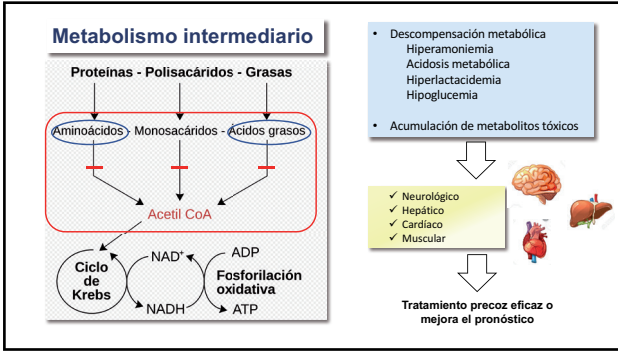 Metabolismo intermediario
Proteínas - Polisacáridos - Grasas
Aminoácidos - Monosacáridos - Ácidos grasos
Acetil CoA
Ciclo
de
Krebs
NAD+
NADH
ADP
Fosforilación
oxidativa
ATP
• Descompensación metabólica
Hiperamoniemia
Acidosis metabólica
Hiperlactacidemia
Hipoglucemia
• Acumulación de metabolitos tóxicos
✓ Neurológico
✓ Hepático
✓ Cardíaco
✓ Muscular
Tratamiento precoz eficaz o
mejora el pronóstico